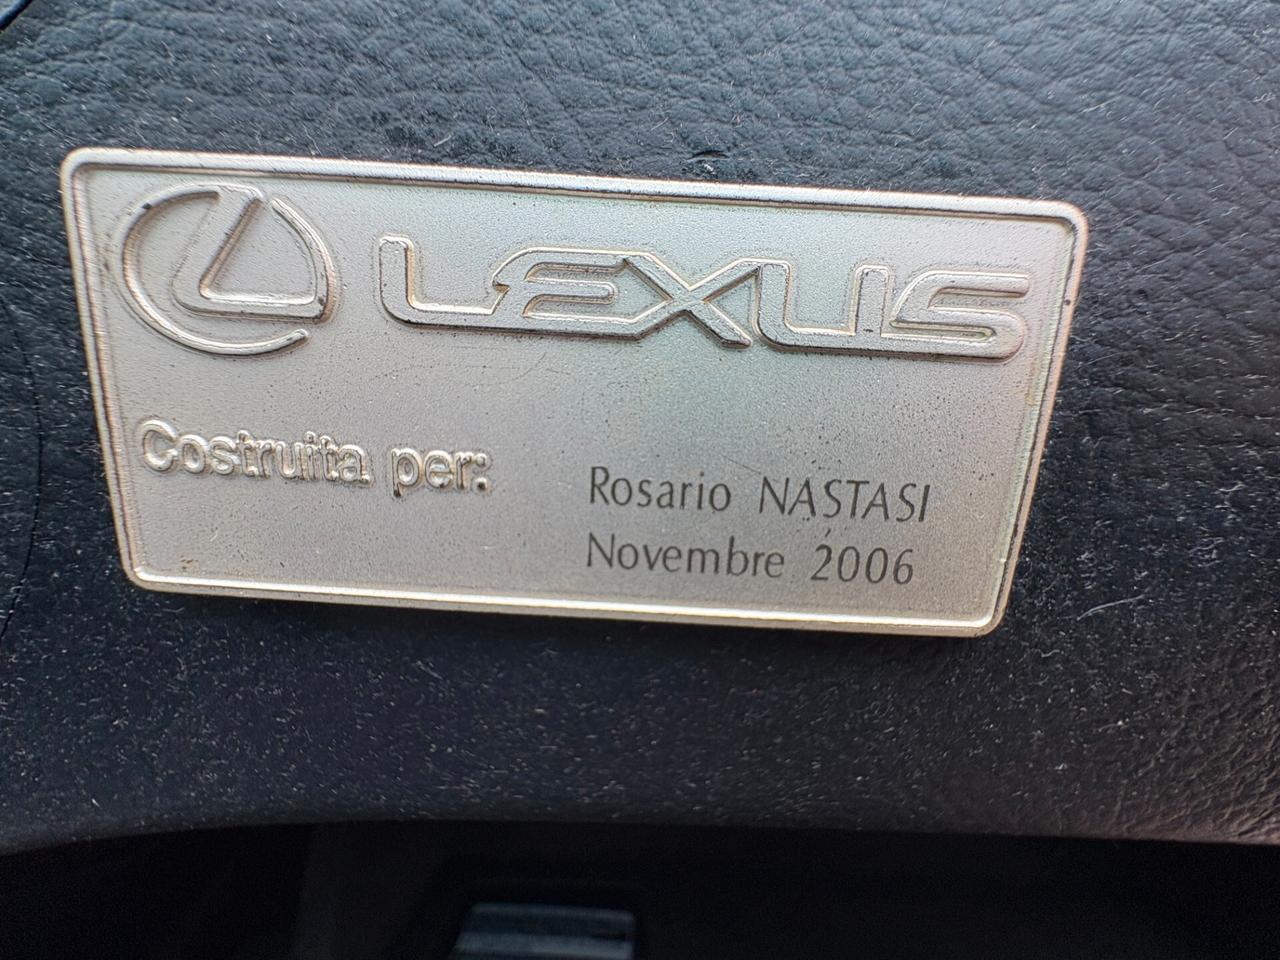 LEXUS
Costruita per:
Rosario NASTASI
Novembre 2006